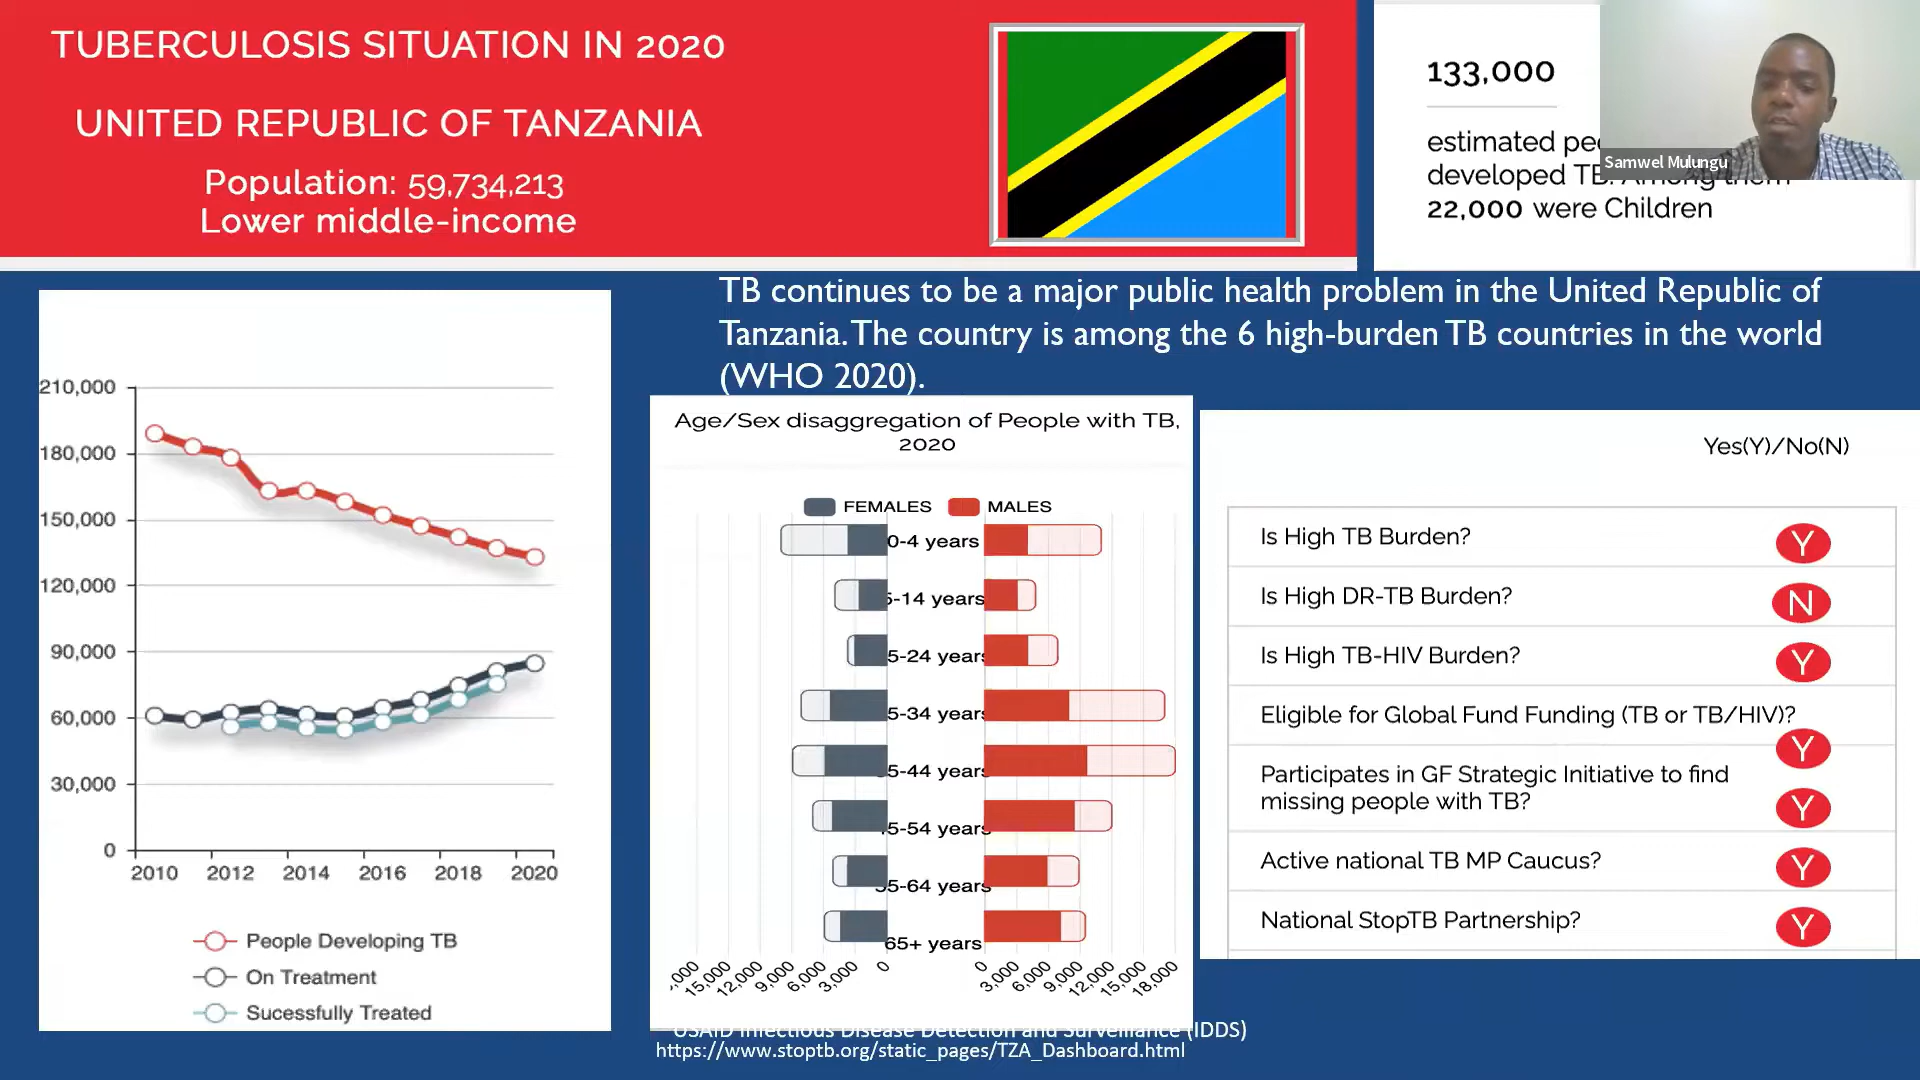 TUBERCULOSIS SITUATION IN 2020
UNITED REPUBLIC OF TANZANIA
Population: 59,734,213
Lower middle-income
133,000
estimated
developed TB. Among them
22,000 were Children
Samwel Mulungu
TB continues to be a major public health problem in the United Republic of
Tanzania. The country is among the 6 high-burden TB countries in the world
(WHO 2020).
210,000
180,000
150,000
120,000
90,000
60,000
30,000
0
2010 2012 2014 2016 2018 2020
People Developing TB
On Treatment
Sucessfully Treated
Age/Sex disaggregation of People with TB,
2020
FEMALES MALES
0-4 years
5-14 years
5-24 years
5-34 years
5-44 years
5-54 years
55-64 years
65+ years
15,000 12,000 9,000 6,000 3,000 0 0 3,000 6,000 9,000 12,000 15,000 18,000
Yes(Y)/No(N)
Is High TB Burden? Y
Is High DR-TB Burden? N
Is High TB-HIV Burden? Y
Eligible for Global Fund Funding (TB or TB/HIV)?
Y
Participates in GF Strategic Initiative to find
missing people with TB? Y
Active national TB MP Caucus? Y
National StopTB Partnership? Y
USAID Infectious Disease Detection and Surveillance (IDDS)
https://www.stoptb.org/static_pages/TZA_Dashboard.html